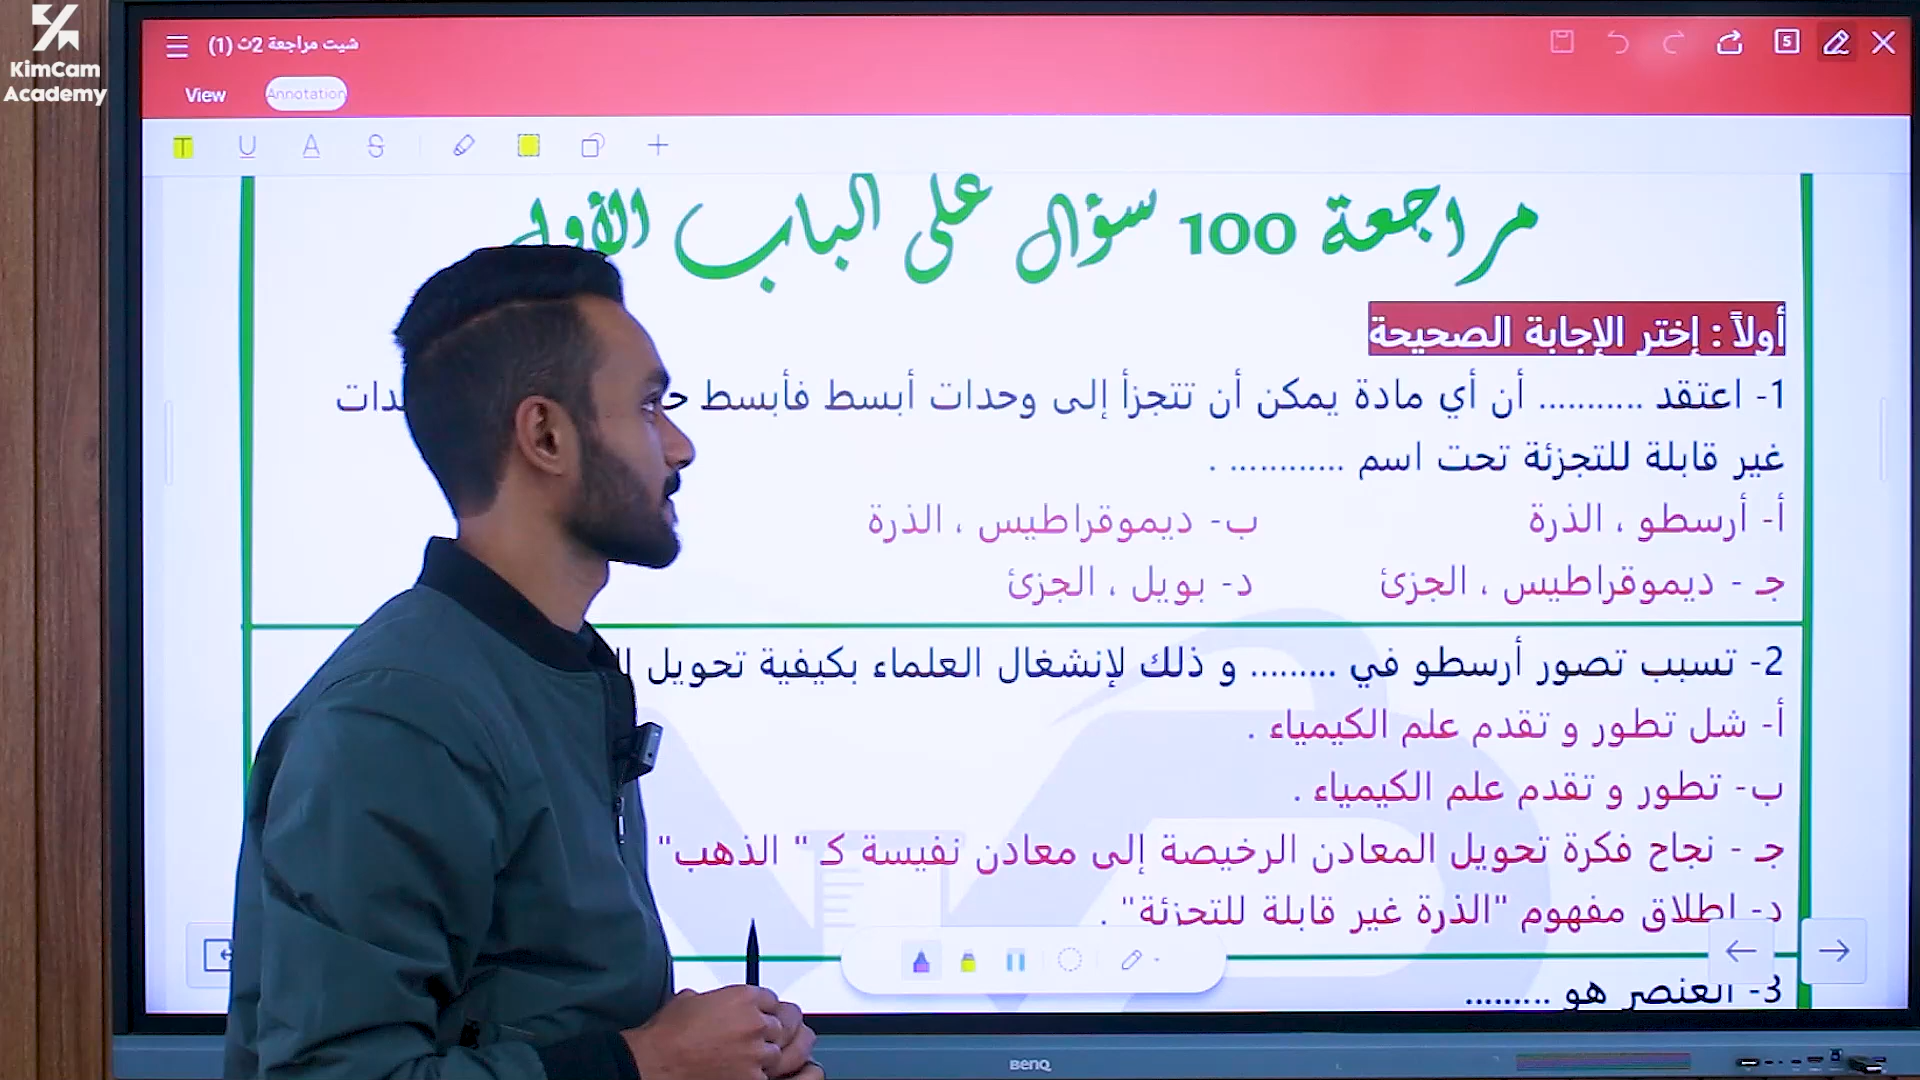 KimCam
Academy
شيت مراجعة 2ث (1)
5
View
Annotation
T U A S
مراجعة 100 سؤال على الباب الأول
أولاً : إختر الإجابة الصحيحة
1- اعتقد ........... أن أي مادة يمكن أن تتجزأ إلى وحدات أبسط فأبسط
غير قابلة للتجزئة تحت اسم ............ .
أ- أرسطو ، الذرة
ب- ديموقراطيس ، الذرة
جـ - ديموقراطيس ، الجزئ
د- بويل ، الجزئ
2- تسبب تصور أرسطو في ......... و ذلك لإنشغال العلماء بكيفية تحويل
أ- شل تطور و تقدم علم الكيمياء .
ب- تطور و تقدم علم الكيمياء .
جـ - نجاح فكرة تحويل المعادن الرخيصة إلى معادن نفيسة كـ " الذهب"
د- إطلاق مفهوم "الذرة غير قابلة للتجزئة" .
3- العنصر هو .........
BENQ